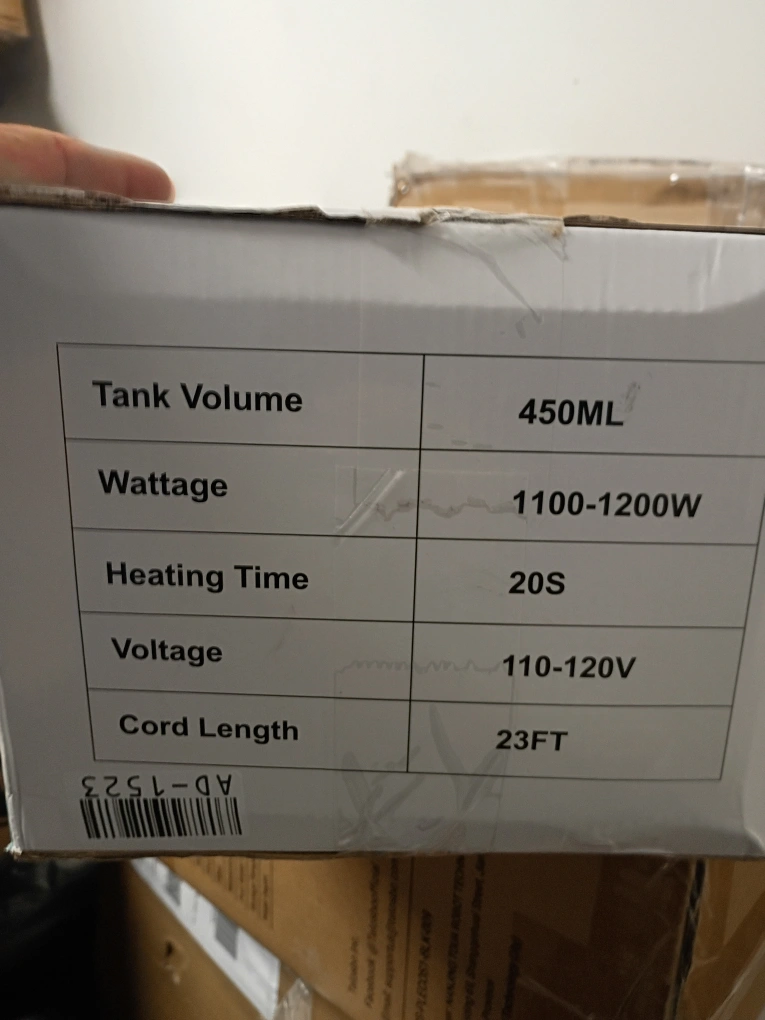 Tank Volume 450ML
Wattage 1100-1200W
Heating Time 20S
Voltage 110-120V
Cord Length 23FT
AD-1523